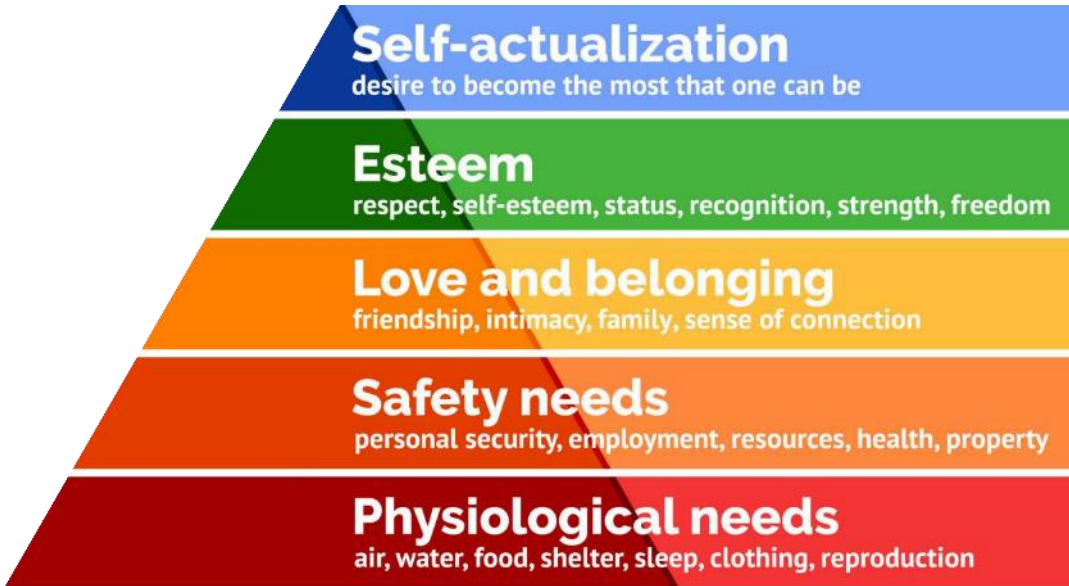 Self-actualization
desire to become the most that one can be
Esteem
respect, self-esteem, status, recognition, strength, freedom
Love and belonging
friendship, intimacy, family, sense of connection
Safety needs
personal security, employment, resources, health, property
Physiological needs
air, water, food, shelter, sleep, clothing, reproduction